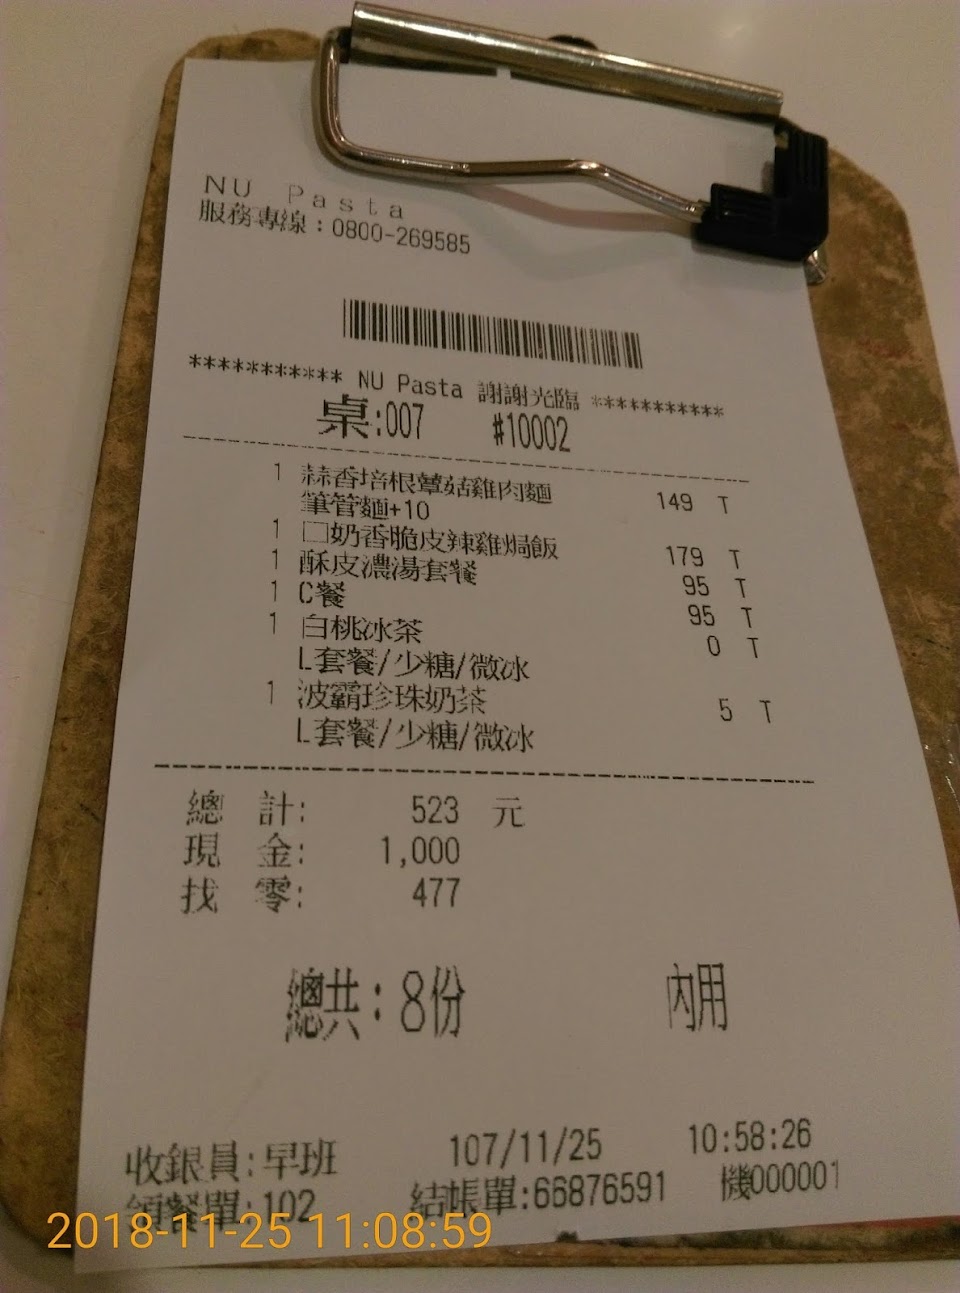 NU Pasta
服務專線：0800-269585
*********** NU Pasta 謝謝光臨 ***********
桌:007 #10002
1 蒜香培根蕈菇雞肉麵 149 T
筆管麵+10
1 □奶香脆皮辣雞焗飯 179 T
1 酥皮濃湯套餐 95 T
1 C餐 95 T
1 白桃冰茶 0 T
L套餐/少糖/微冰
1 波霸珍珠奶茶 5 T
L套餐/少糖/微冰
總 計: 523 元
現 金: 1,000
找 零: 477
總共：8份 內用
收銀員:早班 107/11/25 10:58:26
領餐單:102 結帳單:66876591 機000001
2018-11-25 11:08:59